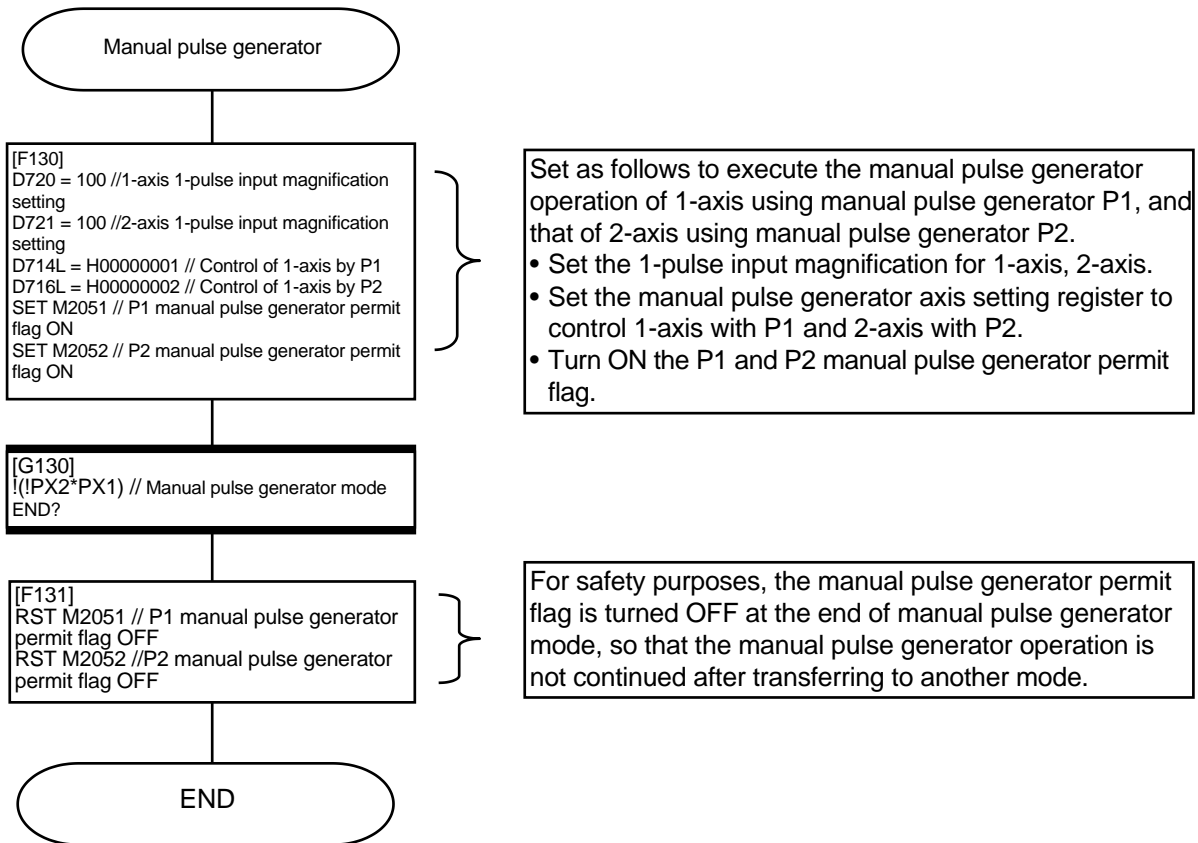 Manual pulse generator
[F130]
D720 = 100 //1-axis 1-pulse input magnification
setting
D721 = 100 //2-axis 1-pulse input magnification
setting
D714L = H00000001 // Control of 1-axis by P1
D716L = H00000002 // Control of 1-axis by P2
SET M2051 // P1 manual pulse generator permit
flag ON
SET M2052 // P2 manual pulse generator permit
flag ON
Set as follows to execute the manual pulse generator
operation of 1-axis using manual pulse generator P1, and
that of 2-axis using manual pulse generator P2.
• Set the 1-pulse input magnification for 1-axis, 2-axis.
• Set the manual pulse generator axis setting register to
control 1-axis with P1 and 2-axis with P2.
• Turn ON the P1 and P2 manual pulse generator permit
flag.
[G130]
!(!PX2*PX1) // Manual pulse generator mode
END?
[F131]
RST M2051 // P1 manual pulse generator
permit flag OFF
RST M2052 //P2 manual pulse generator
permit flag OFF
For safety purposes, the manual pulse generator permit
flag is turned OFF at the end of manual pulse generator
mode, so that the manual pulse generator operation is
not continued after transferring to another mode.
END